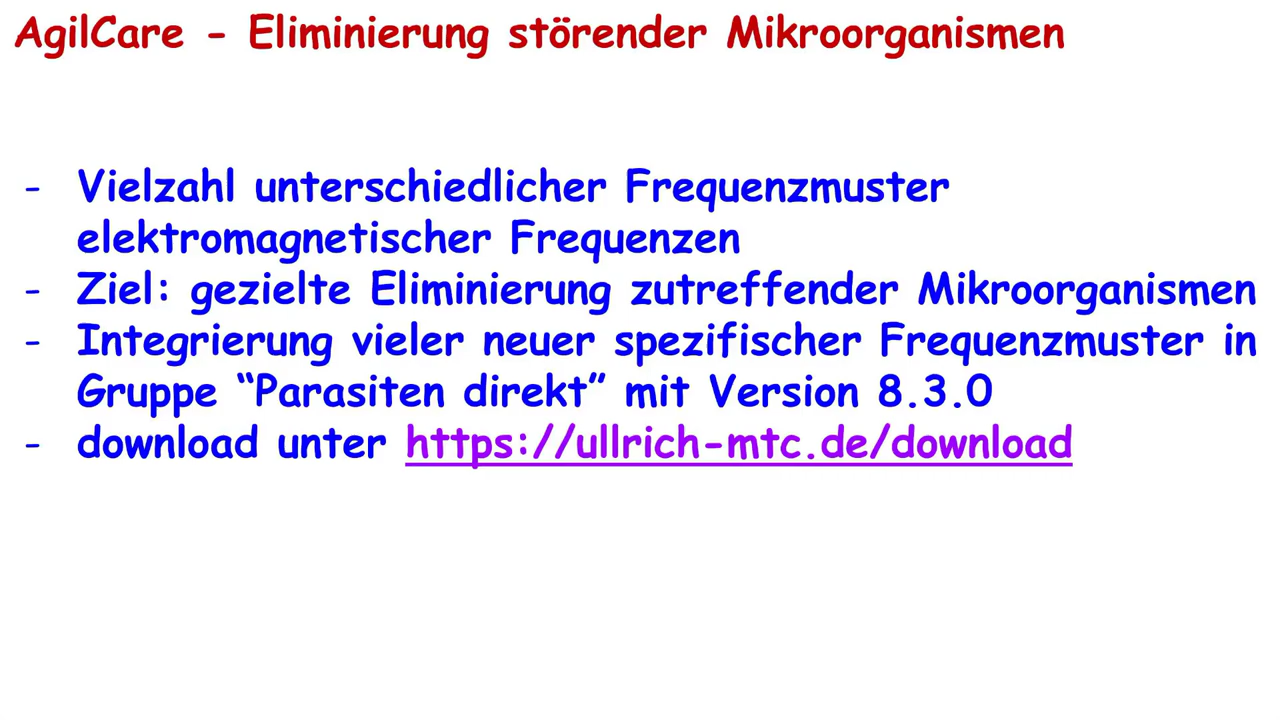 AgilCare - Eliminierung störender Mikroorganismen
- Vielzahl unterschiedlicher Frequenzmuster
elektromagnetischer Frequenzen
- Ziel: gezielte Eliminierung zutreffender Mikroorganismen
- Integrierung vieler neuer spezifischer Frequenzmuster in
Gruppe “Parasiten direkt” mit Version 8.3.0
- download unter https://ullrich-mtc.de/download